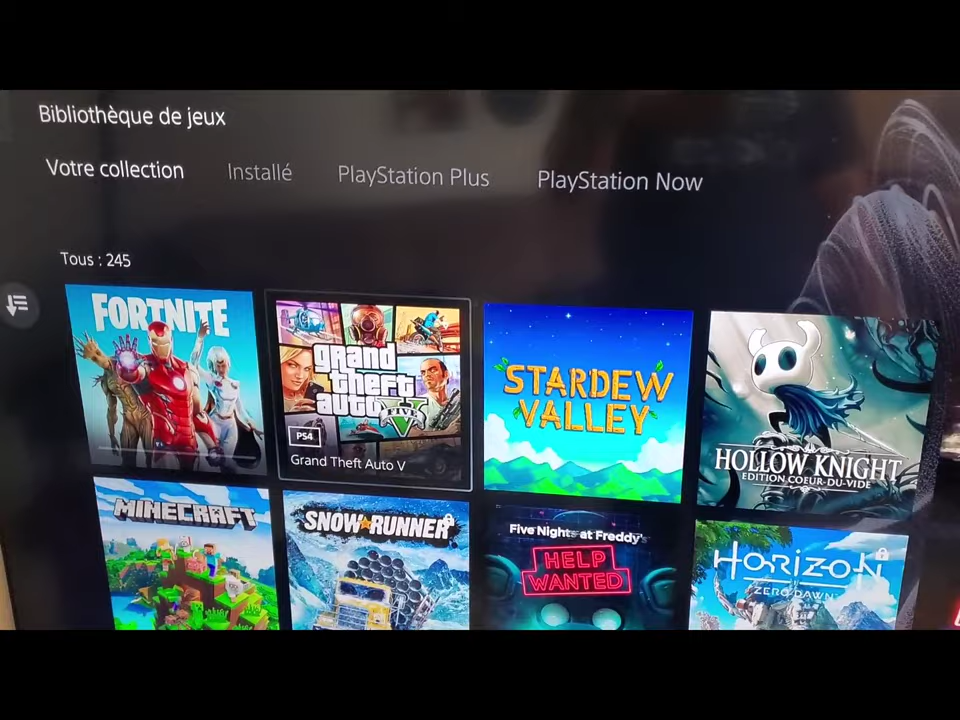 Bibliothèque de jeux
Votre collection
Installé
PlayStation Plus
PlayStation Now
Tous : 245
FORTNITE
grand
theft
auto V
FIVE
PS4
Grand Theft Auto V
STARDEW
VALLEY
HOLLOW KNIGHT
EDITION COEUR-DU-VIDE
MINECRAFT
SNOWRUNNER
Five Nights at Freddy's
HELP
WANTED
HORIZON
ZERO DAWN